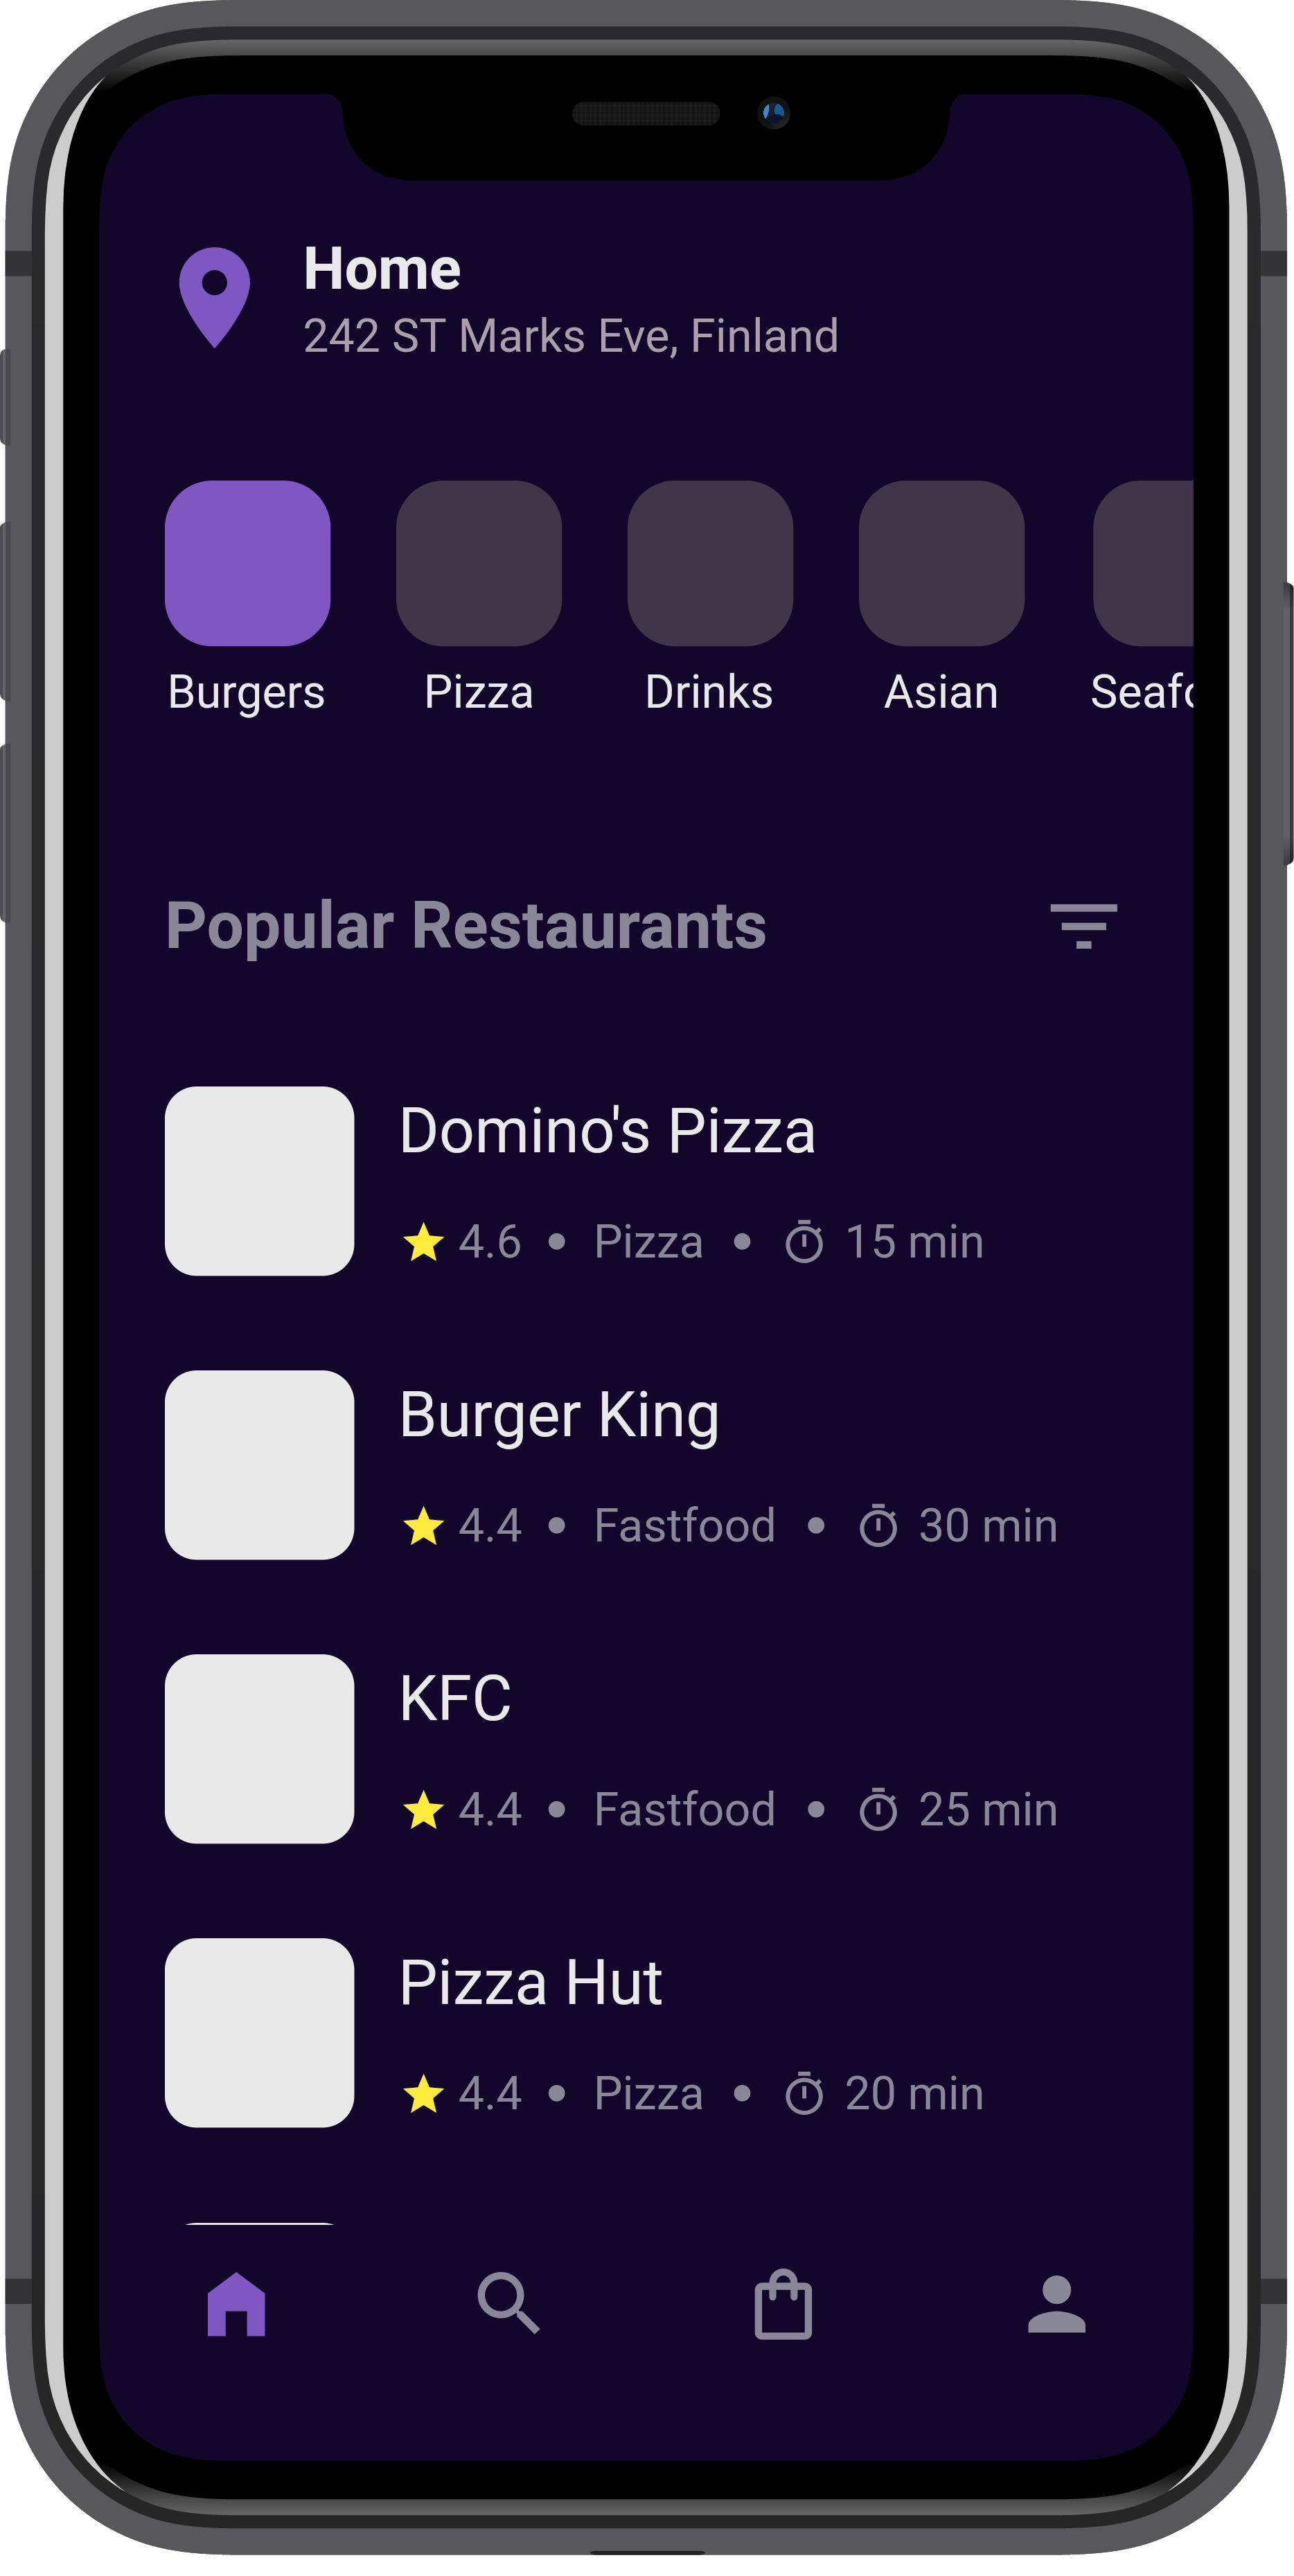 Home
242 ST Marks Eve, Finland
Burgers Pizza Drinks Asian Seafo
Popular Restaurants
Domino's Pizza
4.6 • Pizza • 15 min
Burger King
4.4 • Fastfood • 30 min
KFC
4.4 • Fastfood • 25 min
Pizza Hut
4.4 • Pizza • 20 min